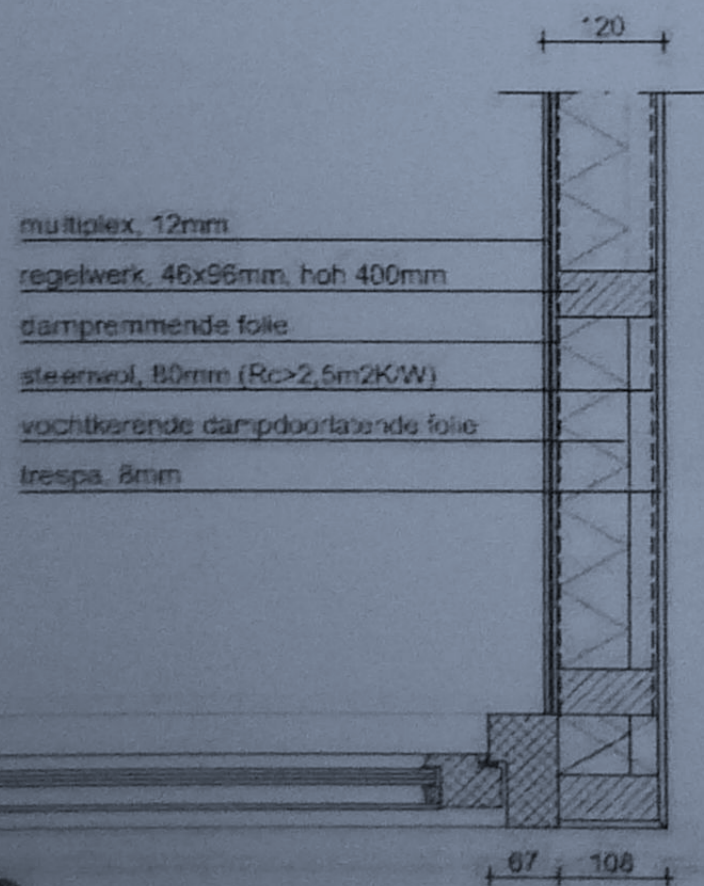 120
multiplex, 12mm
regelwerk, 46x96mm, hoh 400mm
dampremmende folie
steenwol, 80mm (Rc>2,5m2K/W)
vochtkerende dampdoorlatende folie
trespa, 8mm
67 108